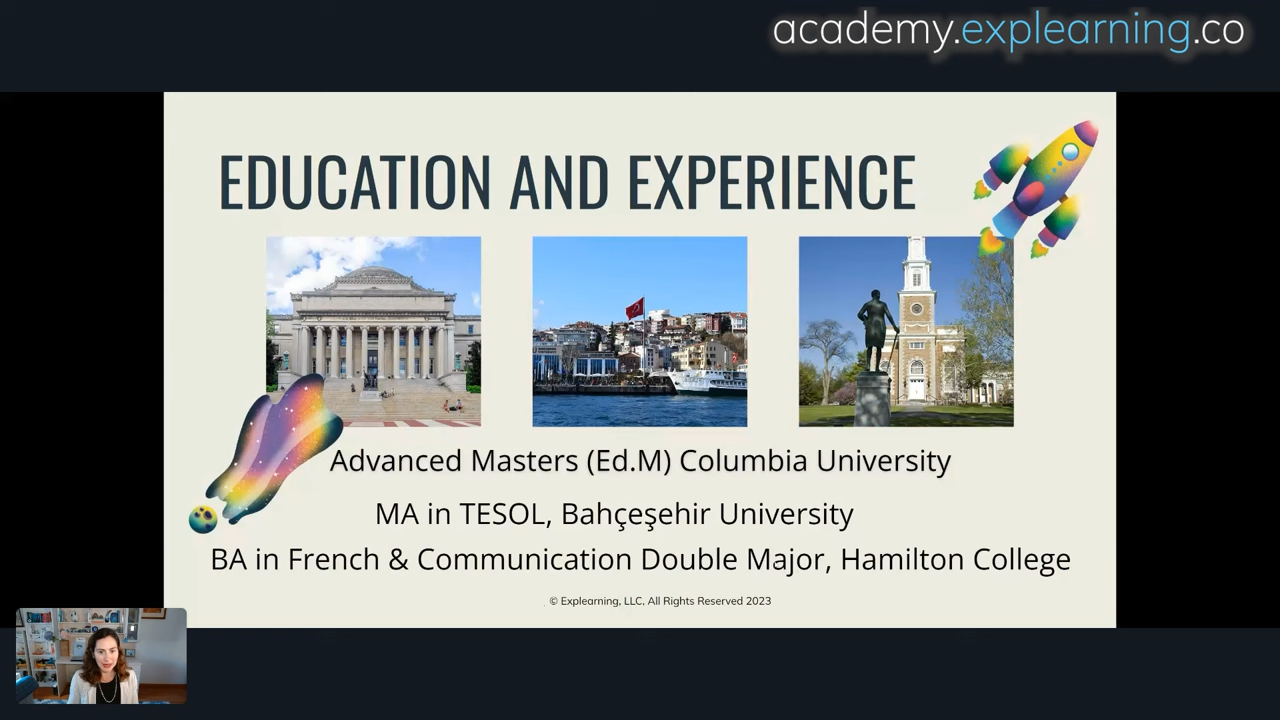 academy.explearning.co
EDUCATION AND EXPERIENCE
Advanced Masters (Ed.M) Columbia University
MA in TESOL, Bahçeşehir University
BA in French & Communication Double Major, Hamilton College
© Explearning, LLC, All Rights Reserved 2023